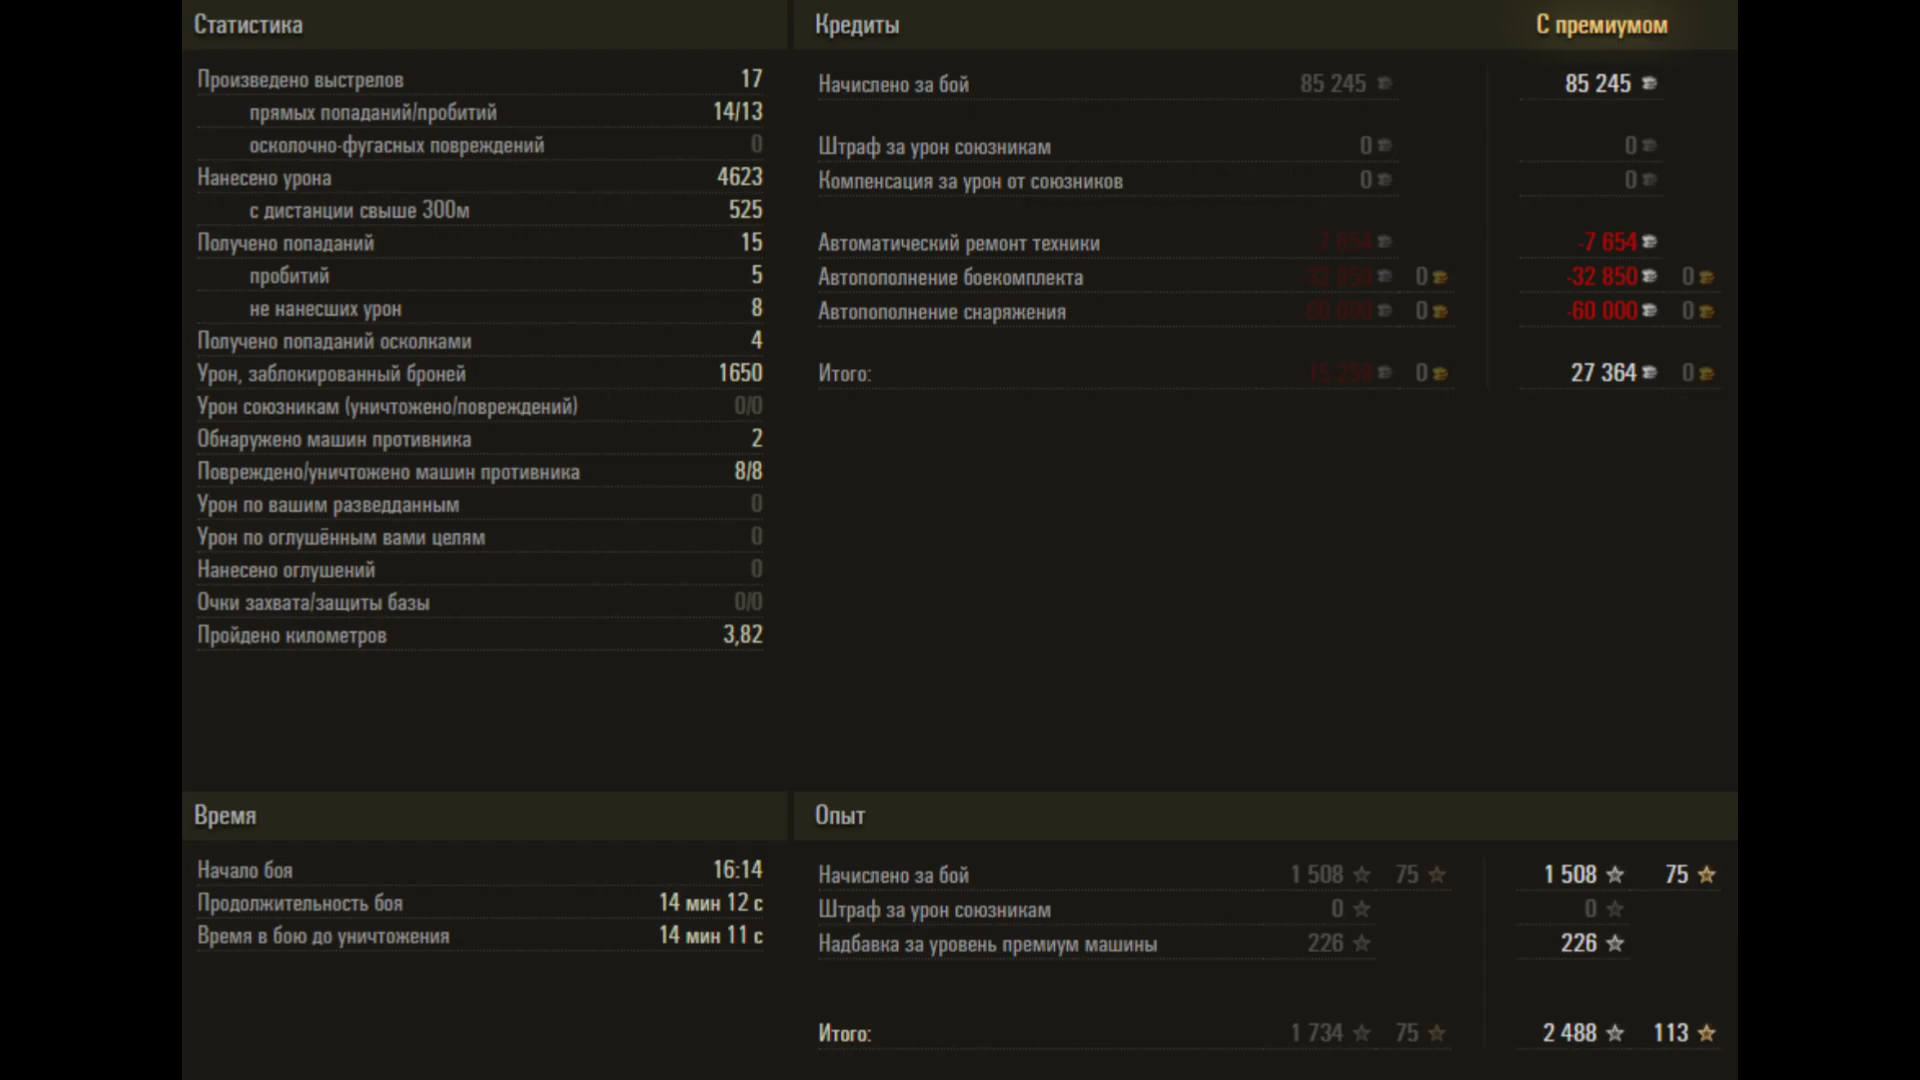 Статистика
Произведено выстрелов 17
прямых попаданий/пробитий 14/13
осколочно-фугасных повреждений 0
Нанесено урона 4623
с дистанции свыше 300м 525
Получено попаданий 15
пробитий 5
не нанесших урон 8
Получено попаданий осколками 4
Урон, заблокированный броней 1650
Урон союзникам (уничтожено/повреждений) 0/0
Обнаружено машин противника 2
Повреждено/уничтожено машин противника 8/8
Урон по вашим разведданным 0
Урон по оглушённым вами целям 0
Нанесено оглушений 0
Очки захвата/защиты базы 0/0
Пройдено километров 3,82
Кредиты С премиумом
Начислено за бой 85 245 85 245
Штраф за урон союзникам 0 0
Компенсация за урон от союзников 0 0
Автоматический ремонт техники -7 654 -7 654
Автопополнение боекомплекта -32 850 0 -32 850 0
Автопополнение снаряжения -60 000 0 -60 000 0
Итого: -15 259 0 27 364 0
Время
Начало боя 16:14
Продолжительность боя 14 мин 12 с
Время в бою до уничтожения 14 мин 11 с
Опыт
Начислено за бой 1 508 75 1 508 75
Штраф за урон союзникам 0 0
Надбавка за уровень премиум машины 226 226
Итого: 1 734 75 2 488 113